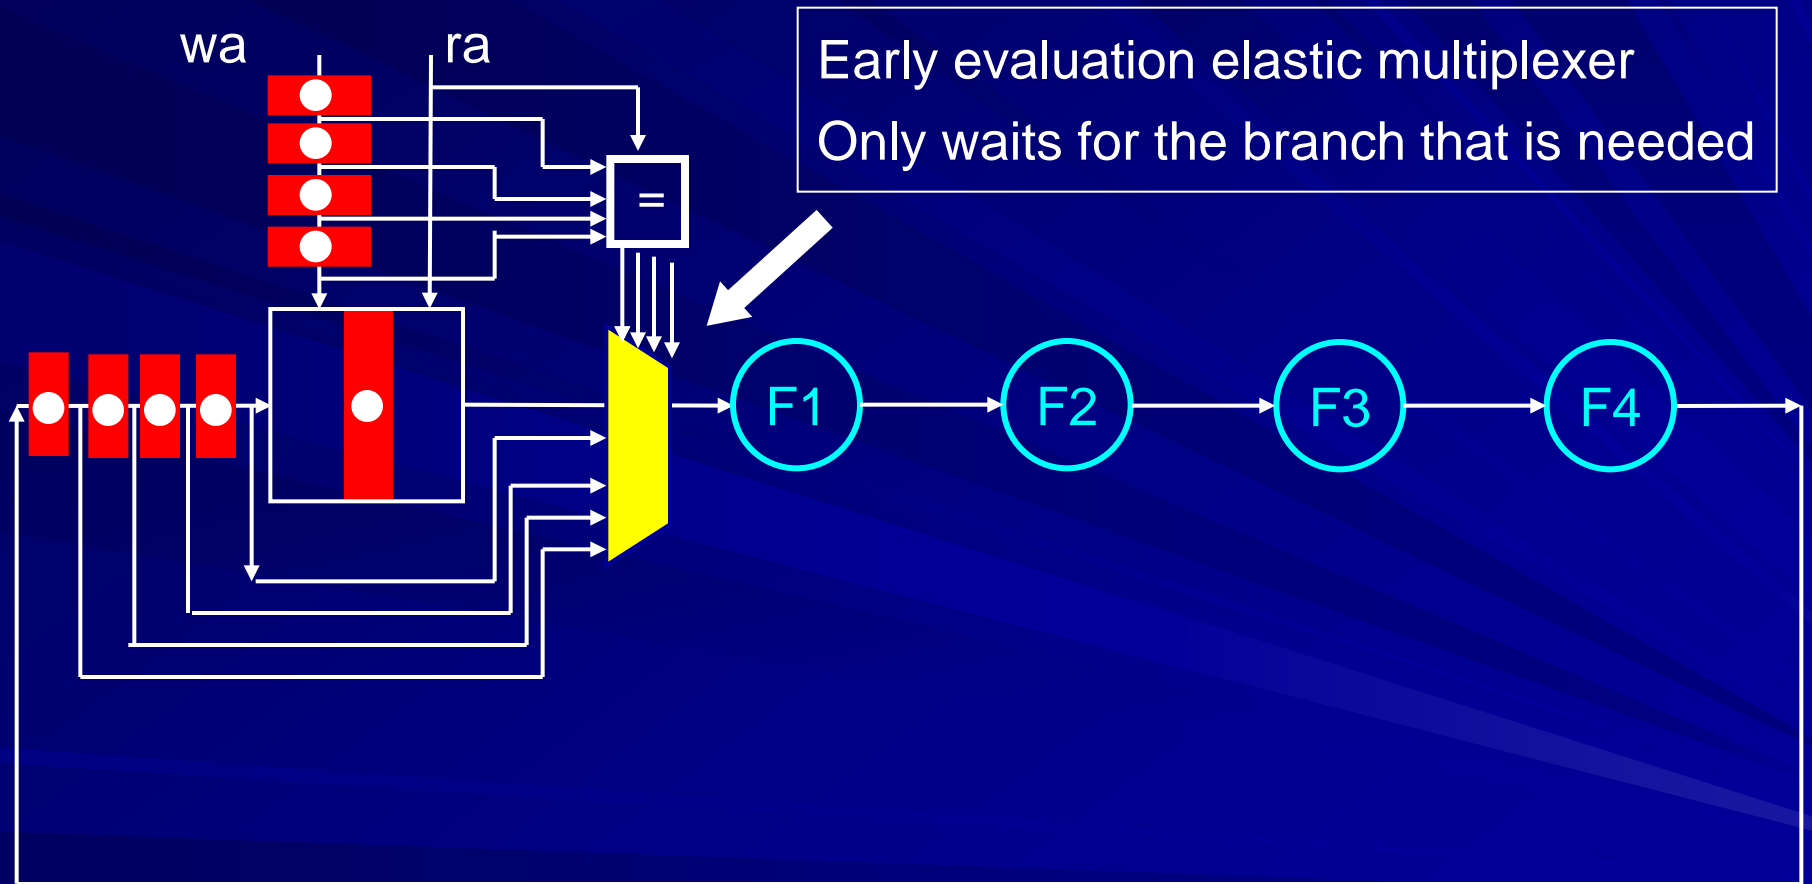 wa
ra
Early evaluation elastic multiplexer
Only waits for the branch that is needed
=
F1
F2
F3
F4